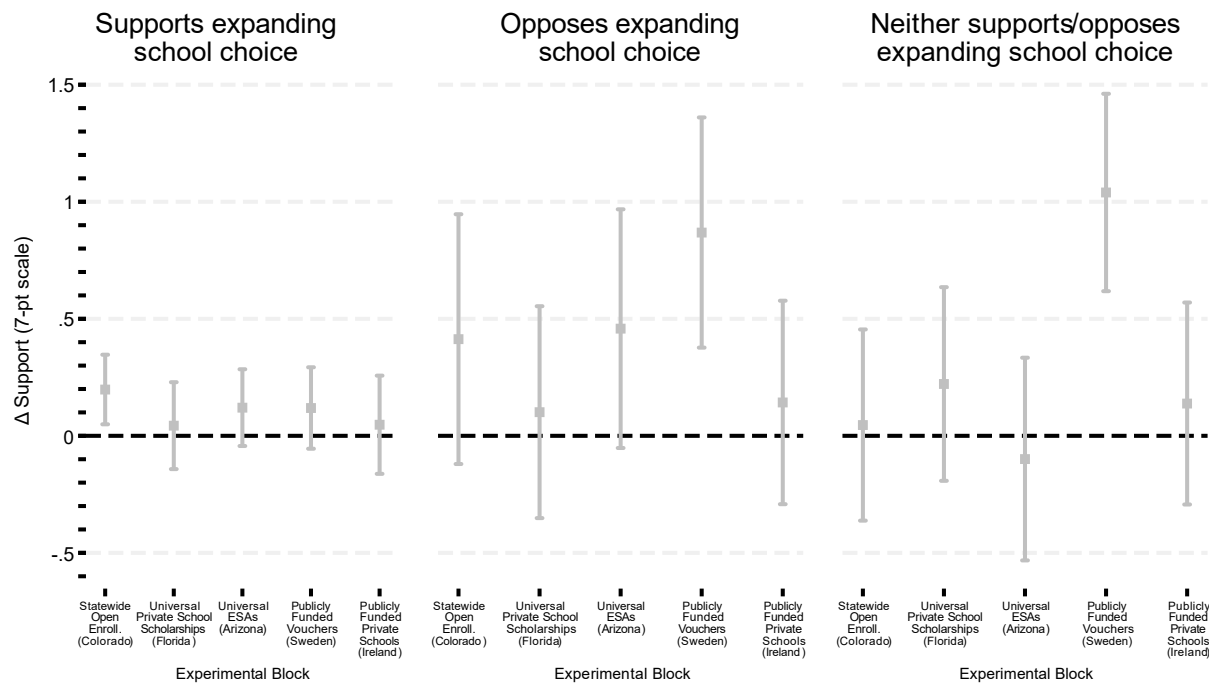 Supports expanding
school choice
Opposes expanding
school choice
Neither supports/opposes
expanding school choice
Δ Support (7-pt scale)
1.5
1
.5
0
-.5
Statewide
Open
Enroll.
(Colorado)
Universal
Private School
Scholarships
(Florida)
Universal
ESAs
(Arizona)
Publicly
Funded
Vouchers
(Sweden)
Publicly
Funded
Private
Schools
(Ireland)
Experimental Block
Statewide
Open
Enroll.
(Colorado)
Universal
Private School
Scholarships
(Florida)
Universal
ESAs
(Arizona)
Publicly
Funded
Vouchers
(Sweden)
Publicly
Funded
Private
Schools
(Ireland)
Experimental Block
Statewide
Open
Enroll.
(Colorado)
Universal
Private School
Scholarships
(Florida)
Universal
ESAs
(Arizona)
Publicly
Funded
Vouchers
(Sweden)
Publicly
Funded
Private
Schools
(Ireland)
Experimental Block